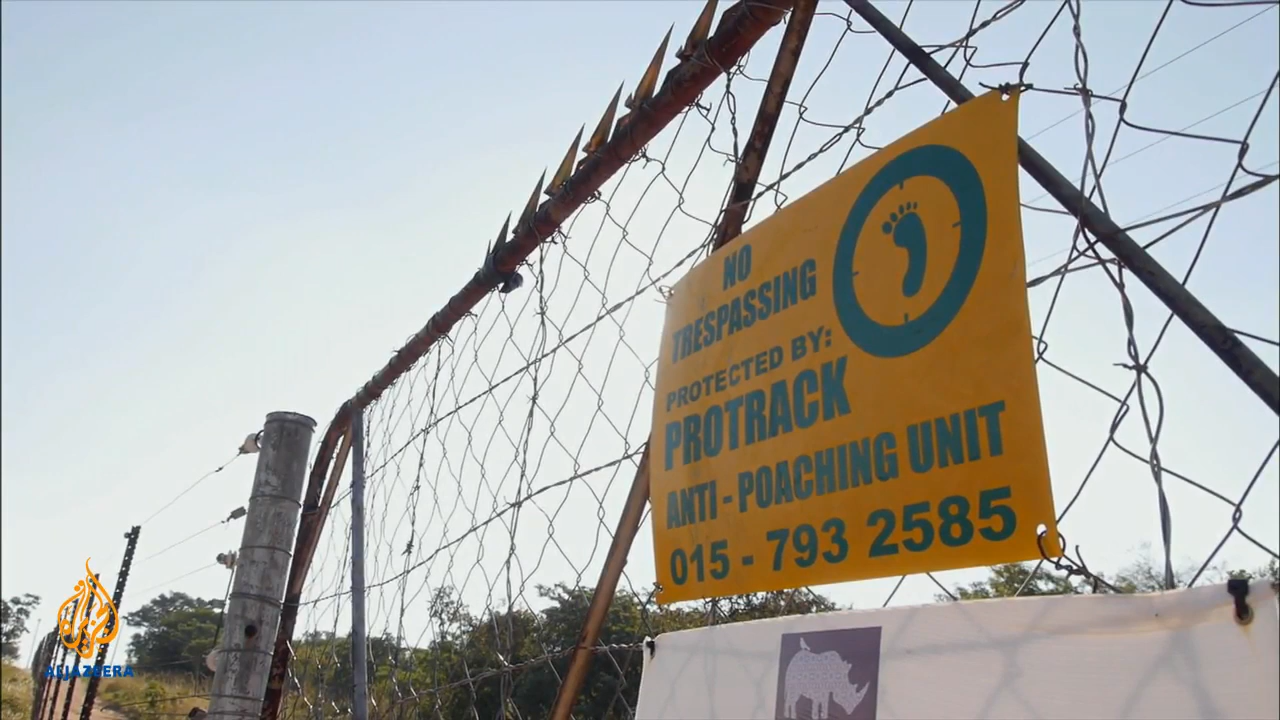 NO
TRESPASSING
PROTECTED BY:
PROTRACK
ANTI - POACHING UNIT
015 - 793 2585
ALJAZEERA